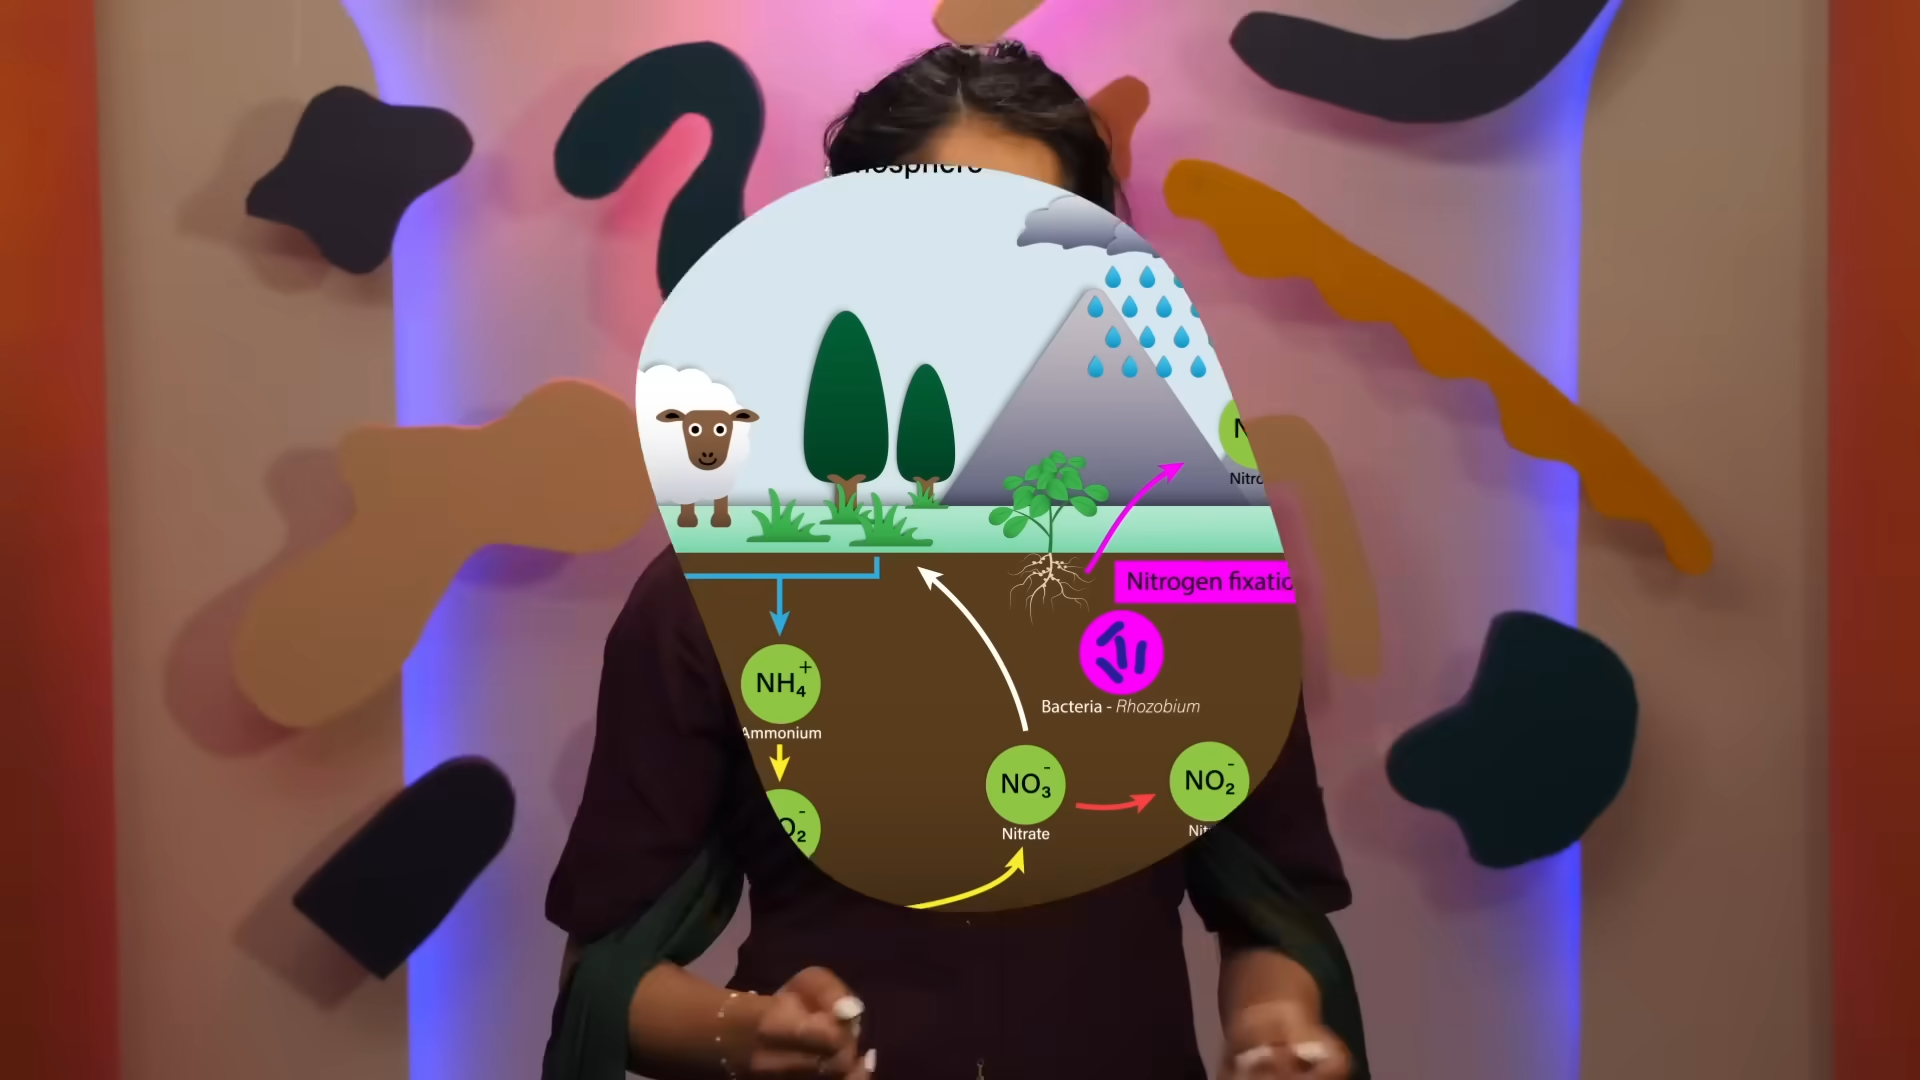 Nitrogen fixatio
NH4+
Ammonium
Bacteria - Rhozobium
NO3-
NO2-
Nitrate